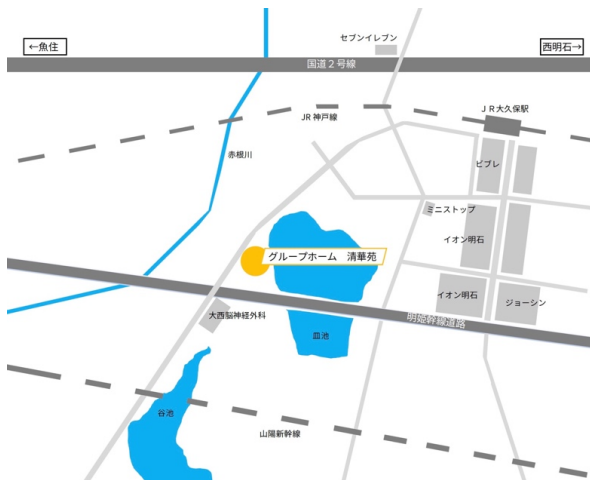 セブンイレブン
←魚住
西明石→
国道２号線
ＪＲ大久保駅
JR 神戸線
赤根川
ビブレ
ミニストップ
イオン明石
グループホーム　清華苑
イオン明石
ジョーシン
大西脳神経外科
明姫幹線道路
皿池
谷池
山陽新幹線